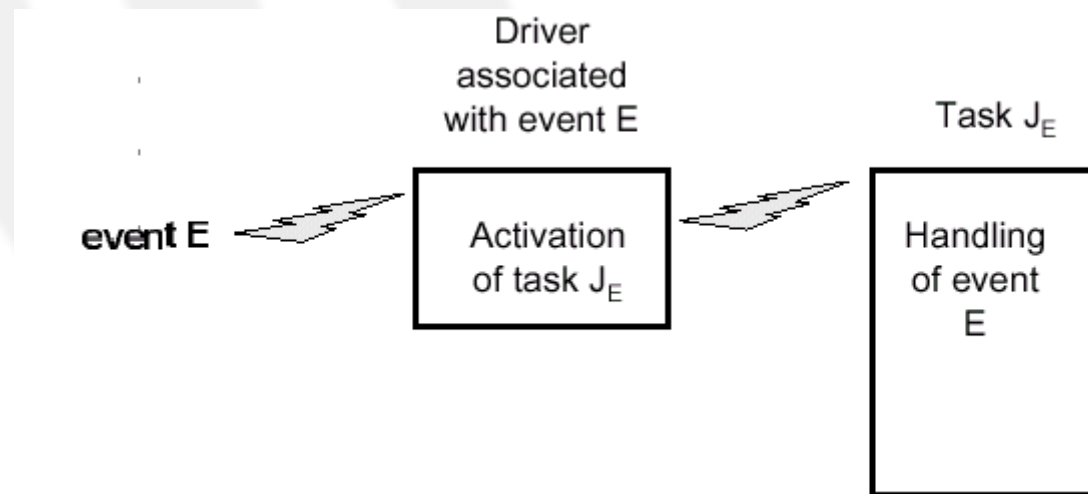 Driver
associated
with event E
Task J_E
event E
Activation
of task J_E
Handling
of event
E